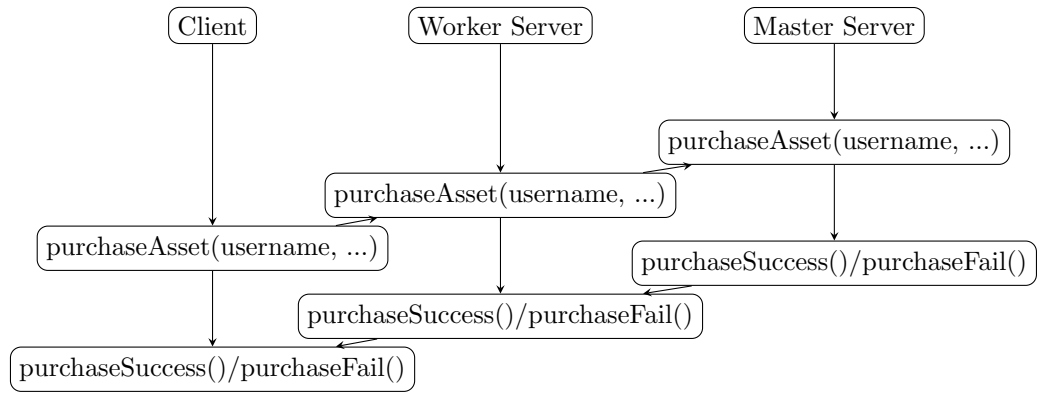 Client
Worker Server
Master Server
purchaseAsset(username, ...)
purchaseAsset(username, ...)
purchaseAsset(username, ...)
purchaseSuccess()/purchaseFail()
purchaseSuccess()/purchaseFail()
purchaseSuccess()/purchaseFail()